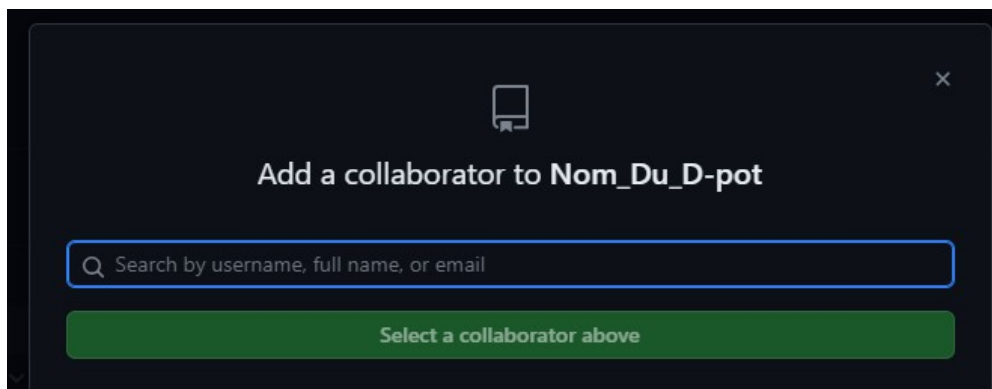 Add a collaborator to Nom_Du_D-pot
Search by username, full name, or email
Select a collaborator above